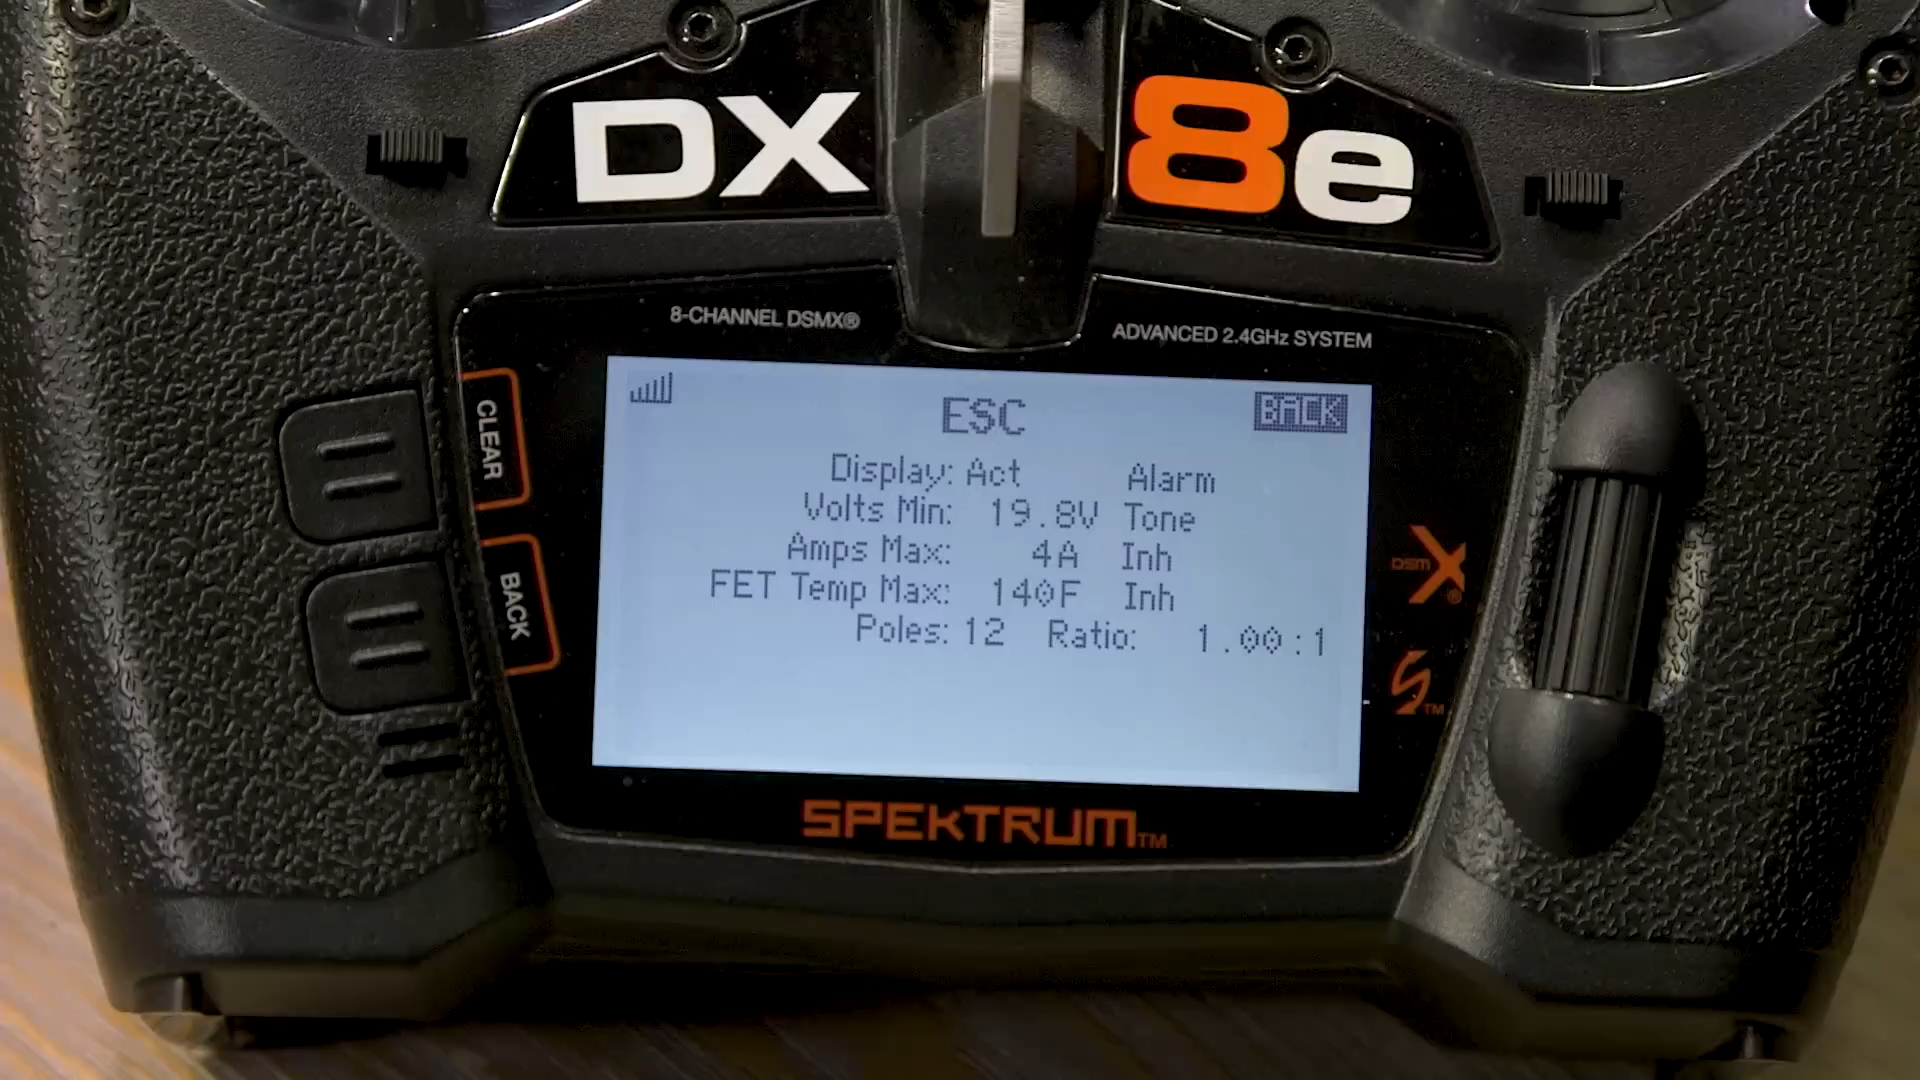 DX 8e
8-CHANNEL DSMX®
ADVANCED 2.4GHz SYSTEM
CLEAR
BACK
ESC
BACK
Display: Act Alarm
Volts Min: 19.8V Tone
Amps Max: 4A Inh
FET Temp Max: 140F Inh
Poles: 12 Ratio: 1.00:1
DSMX®
TM
SPEKTRUM™